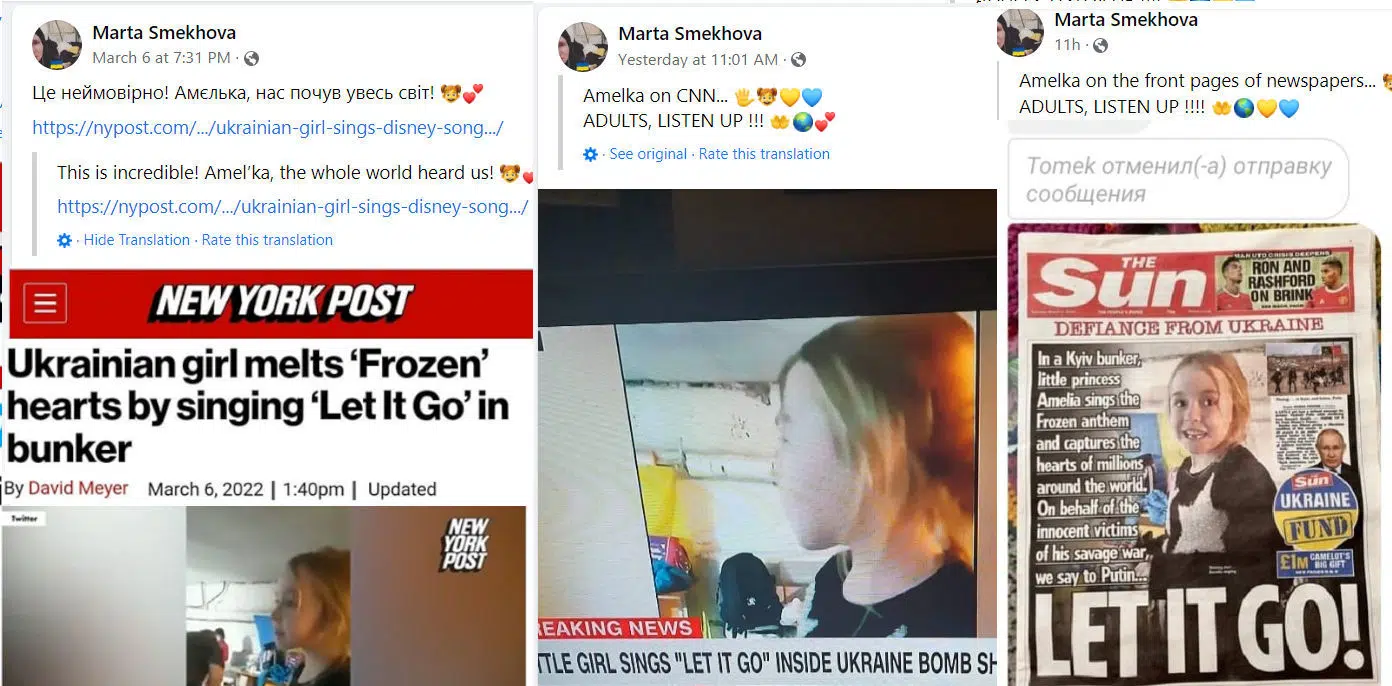 Marta Smekhova
March 6 at 7:31 PM ·
Це неймовірно! Амєлька, нас почув увесь світ! 👧💕
https://nypost.com/.../ukrainian-girl-sings-disney-song.../
This is incredible! Amel'ka, the whole world heard us! 👧
https://nypost.com/.../ukrainian-girl-sings-disney-song.../
· Hide Translation · Rate this translation
NEW YORK POST
Ukrainian girl melts ‘Frozen’
hearts by singing ‘Let It Go’ in
bunker
By David Meyer March 6, 2022 | 1:40pm | Updated
Twitter
NEW
YORK
POST
Marta Smekhova
Yesterday at 11:01 AM ·
Amelka on CNN... 🖐👧💛💙
ADULTS, LISTEN UP !!! 🤲🌎💕
· See original · Rate this translation
EAKING NEWS
TTLE GIRL SINGS "LET IT GO" INSIDE UKRAINE BOMB SH
Marta Smekhova
11h ·
Amelka on the front pages of newspapers...
ADULTS, LISTEN UP !!!! 🤲🌎💛💙
Tomek отменил(-а) отправку
сообщения
THE
Sun
MAN UTD CRISIS DEEPENS
RON AND
RASHFORD
ON BRINK
DEFIANCE FROM UKRAINE
In a Kyiv bunker,
little princess
Amelia sings the
Frozen anthem
and captures the
hearts of millions
around the world.
On behalf of the
innocent victims
of his savage war,
we say to Putin...
Sun
UKRAINE
FUND
£1M CAMELOT'S
BIG GIFT
LET IT GO!